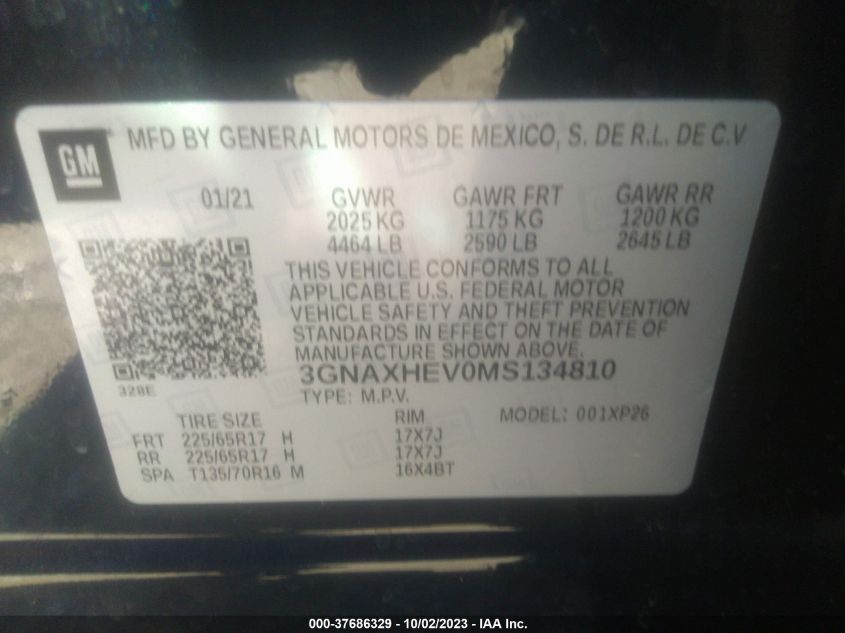 GM
MFD BY GENERAL MOTORS DE MEXICO, S. DE R.L. DE C.V.
01/21 GVWR GAWR FRT GAWR RR
2025 KG 1175 KG 1200 KG
4464 LB 2590 LB 2645 LB
THIS VEHICLE CONFORMS TO ALL
APPLICABLE U.S. FEDERAL MOTOR
VEHICLE SAFETY AND THEFT PREVENTION
STANDARDS IN EFFECT ON THE DATE OF
MANUFACTURE SHOWN ABOVE.
3GNAXHEV0MS134810
328E
TYPE: M.P.V.
TIRE SIZE RIM MODEL: 001XP26
FRT 225/65R17 H 17X7J
RR 225/65R17 H 17X7J
SPA T135/70R16 M 16X4BT
000-37686329 - 10/02/2023 - IAA Inc.